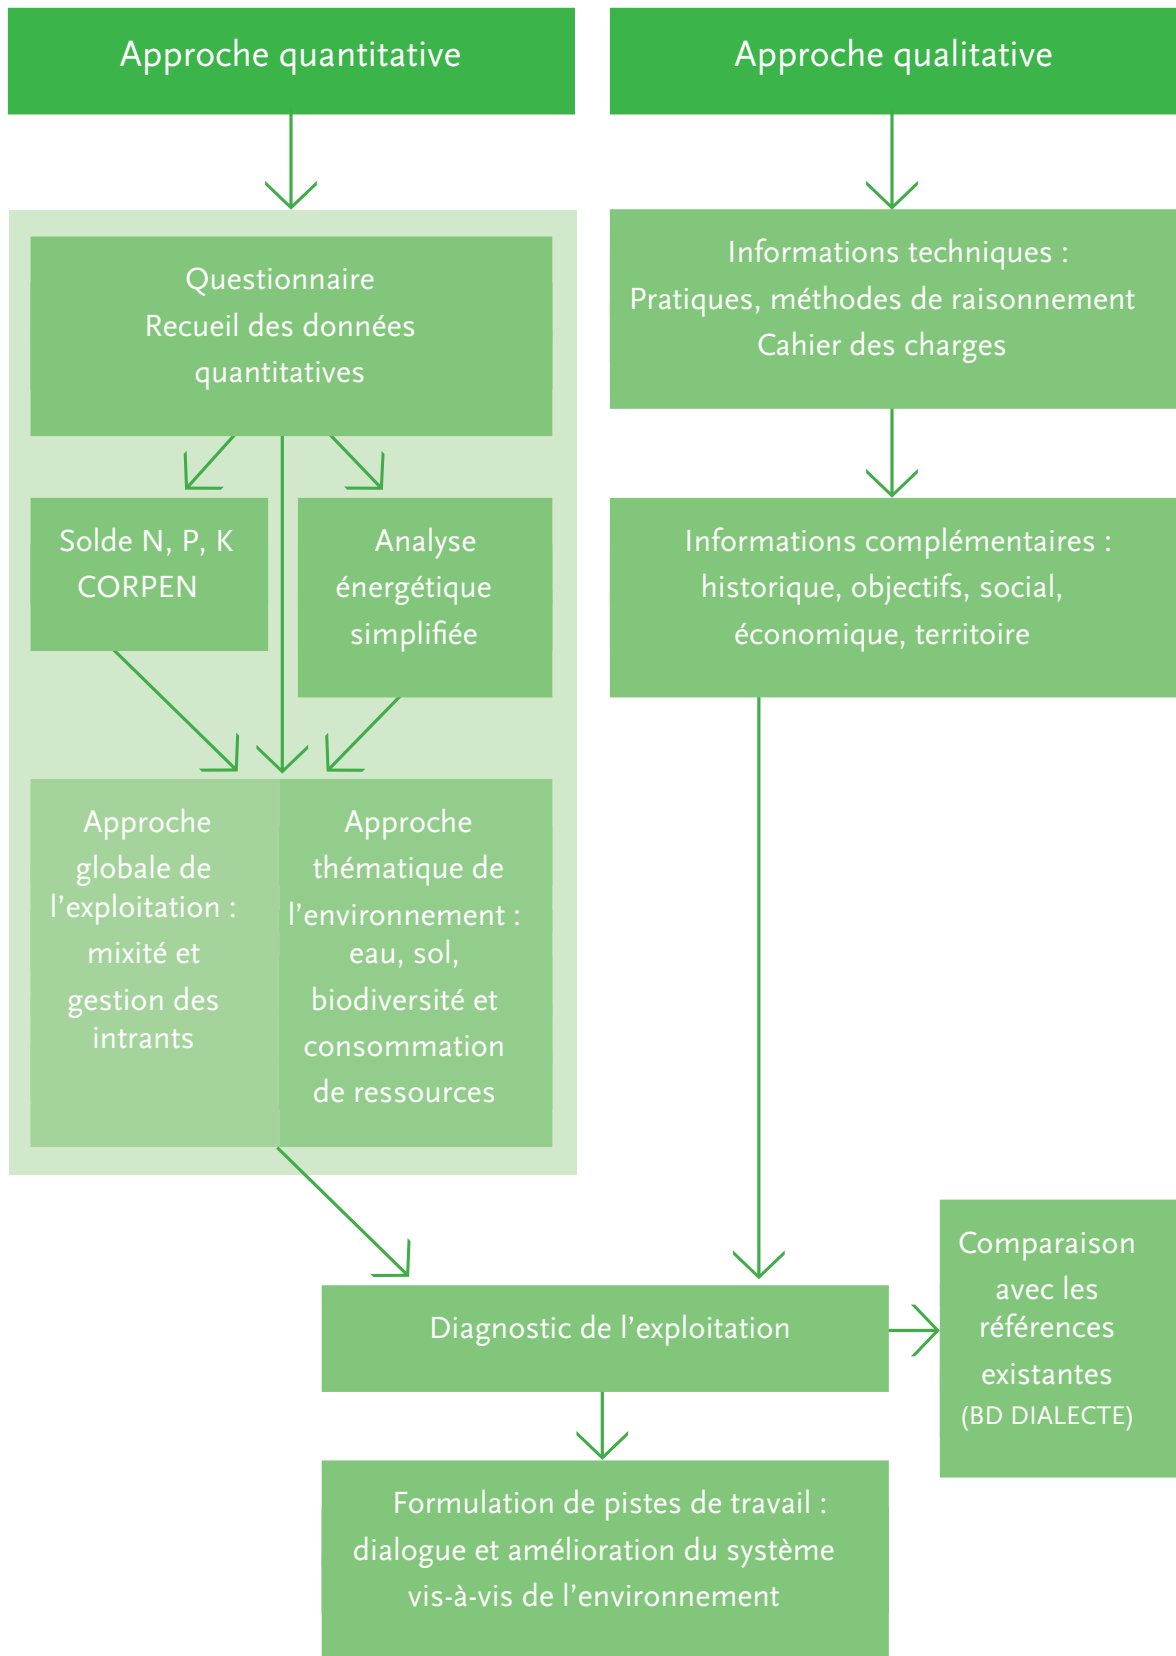 Approche quantitative
Approche qualitative
Questionnaire
Recueil des données
quantitatives
Informations techniques :
Pratiques, méthodes de raisonnement
Cahier des charges
Solde N, P, K
CORPEN
Analyse
énergétique
simplifiée
Informations complémentaires :
historique, objectifs, social,
économique, territoire
Approche
globale de
l’exploitation :
mixité et
gestion des
intrants
Approche
thématique de
l’environnement :
eau, sol,
biodiversité et
consommation
de ressources
Diagnostic de l’exploitation
Comparaison
avec les
références
existantes
(BD DIALECTE)
Formulation de pistes de travail :
dialogue et amélioration du système
vis-à-vis de l’environnement